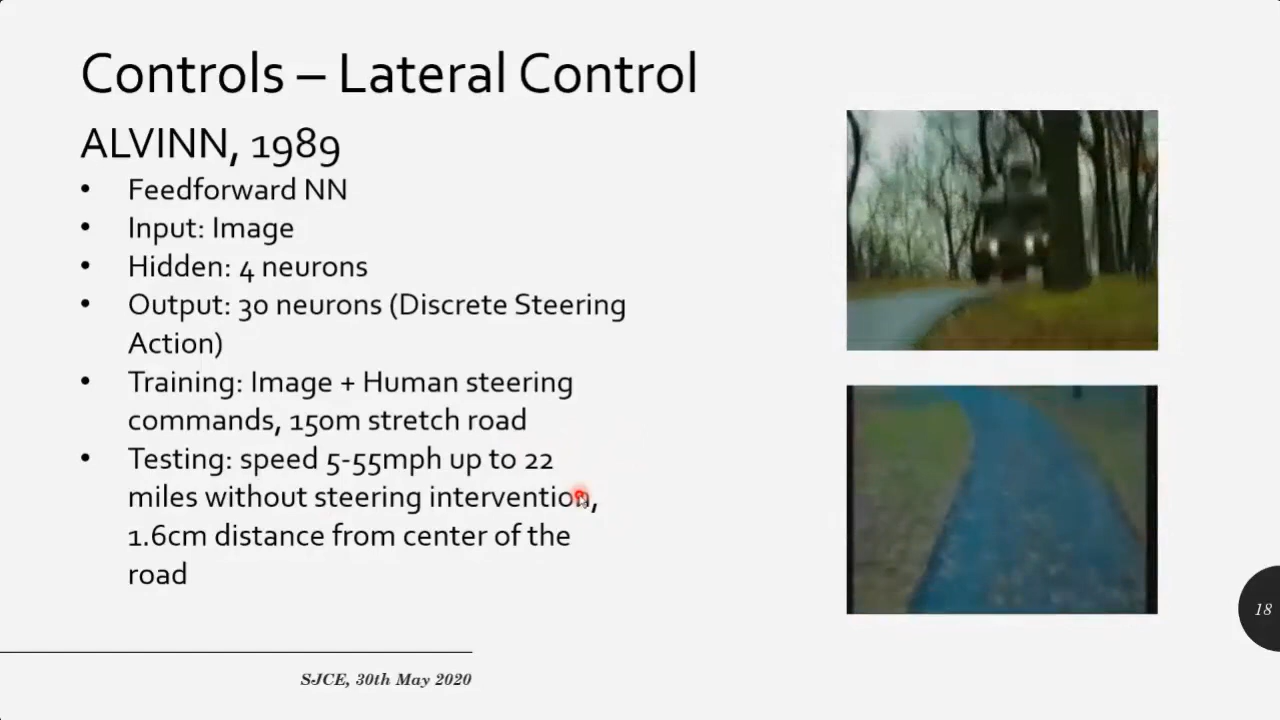 Controls – Lateral Control
ALVINN, 1989
• Feedforward NN
• Input: Image
• Hidden: 4 neurons
• Output: 30 neurons (Discrete Steering
Action)
• Training: Image + Human steering
commands, 150m stretch road
• Testing: speed 5-55mph up to 22
miles without steering intervention,
1.6cm distance from center of the
road
18
SJCE, 30th May 2020